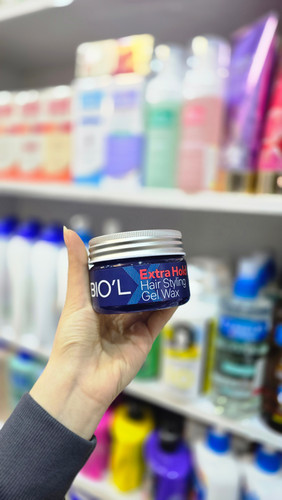 BIO'L
Extra Hold
Hair Styling
Gel Wax